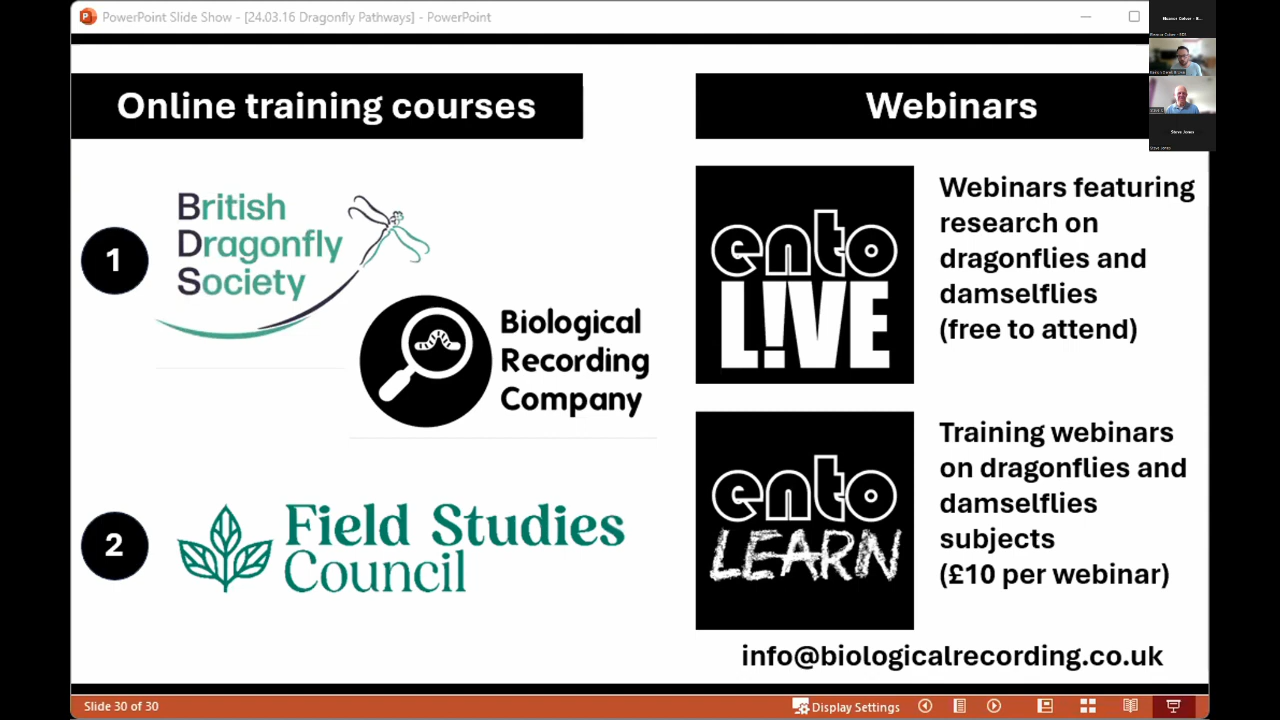 PowerPoint Slide Show - [24.03.16 Dragonfly Pathways] - PowerPoint
Online training courses
1
British
Dragonfly
Society
Biological
Recording
Company
2
Field Studies
Council
Webinars
ento
L!VE
Webinars featuring
research on
dragonflies and
damselflies
(free to attend)
ento
LEARN
Training webinars
on dragonflies and
damselflies
subjects
(£10 per webinar)
info@biologicalrecording.co.uk
Steve Jones
Steve Jones
Slide 30 of 30
Display Settings